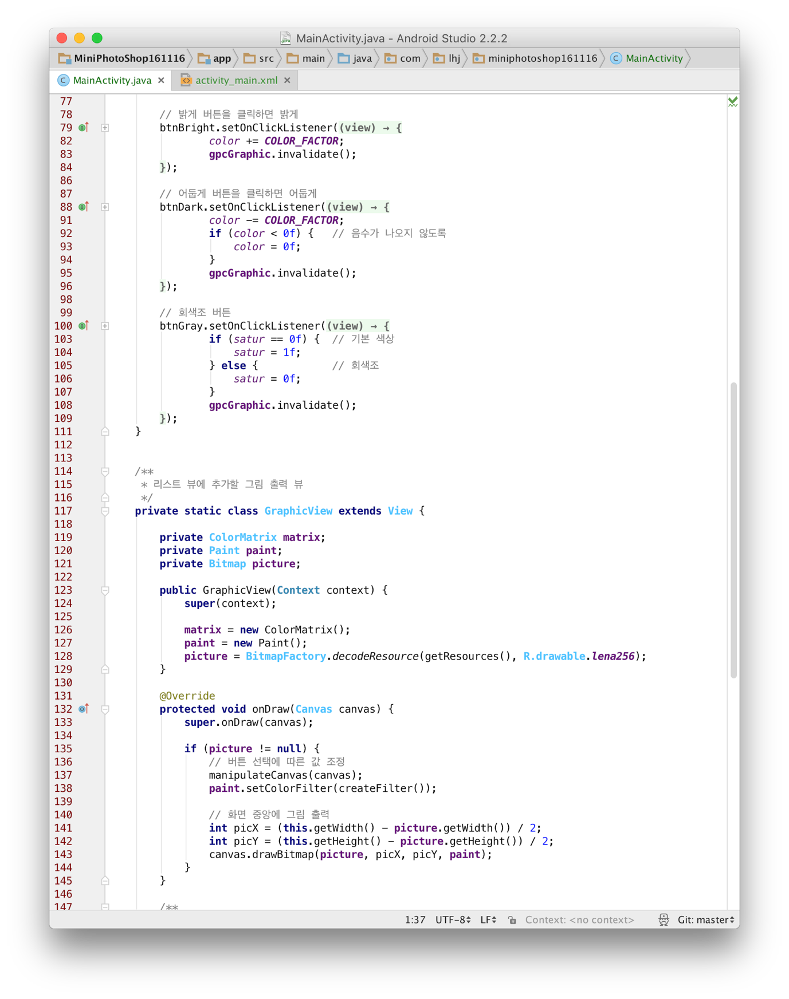 MainActivity.java - Android Studio 2.2.2
MiniPhotoShop161116 app src main java com lhj miniphotoshop161116 C MainActivity
C MainActivity.java × activity_main.xml ×
77
78 // 밝게 버튼을 클릭하면 밝게
79 btnBright.setOnClickListener((view) → {
82 color += COLOR_FACTOR;
83 gpcGraphic.invalidate();
84 });
86
87 // 어둡게 버튼을 클릭하면 어둡게
88 btnDark.setOnClickListener((view) → {
91 color -= COLOR_FACTOR;
92 if (color < 0f) { // 음수가 나오지 않도록
93 color = 0f;
94 }
95 gpcGraphic.invalidate();
96 });
98
99 // 회색조 버튼
100 btnGray.setOnClickListener((view) → {
103 if (satur == 0f) { // 기본 색상
104 satur = 1f;
105 } else { // 회색조
106 satur = 0f;
107 }
108 gpcGraphic.invalidate();
109 });
111 }
112
113
114 /**
115 * 리스트 뷰에 추가할 그림 출력 뷰
116 */
117 private static class GraphicView extends View {
118
119 private ColorMatrix matrix;
120 private Paint paint;
121 private Bitmap picture;
122
123 public GraphicView(Context context) {
124 super(context);
125
126 matrix = new ColorMatrix();
127 paint = new Paint();
128 picture = BitmapFactory.decodeResource(getResources(), R.drawable.lena256);
129 }
130
131 @Override
132 protected void onDraw(Canvas canvas) {
133 super.onDraw(canvas);
134
135 if (picture != null) {
136 // 버튼 선택에 따른 값 조정
137 manipulateCanvas(canvas);
138 paint.setColorFilter(createFilter());
139
140 // 화면 중앙에 그림 출력
141 int picX = (this.getWidth() - picture.getWidth()) / 2;
142 int picY = (this.getHeight() - picture.getHeight()) / 2;
143 canvas.drawBitmap(picture, picX, picY, paint);
144 }
145 }
146
147 /**
1:37 UTF-8 LF Context: <no context> Git: master